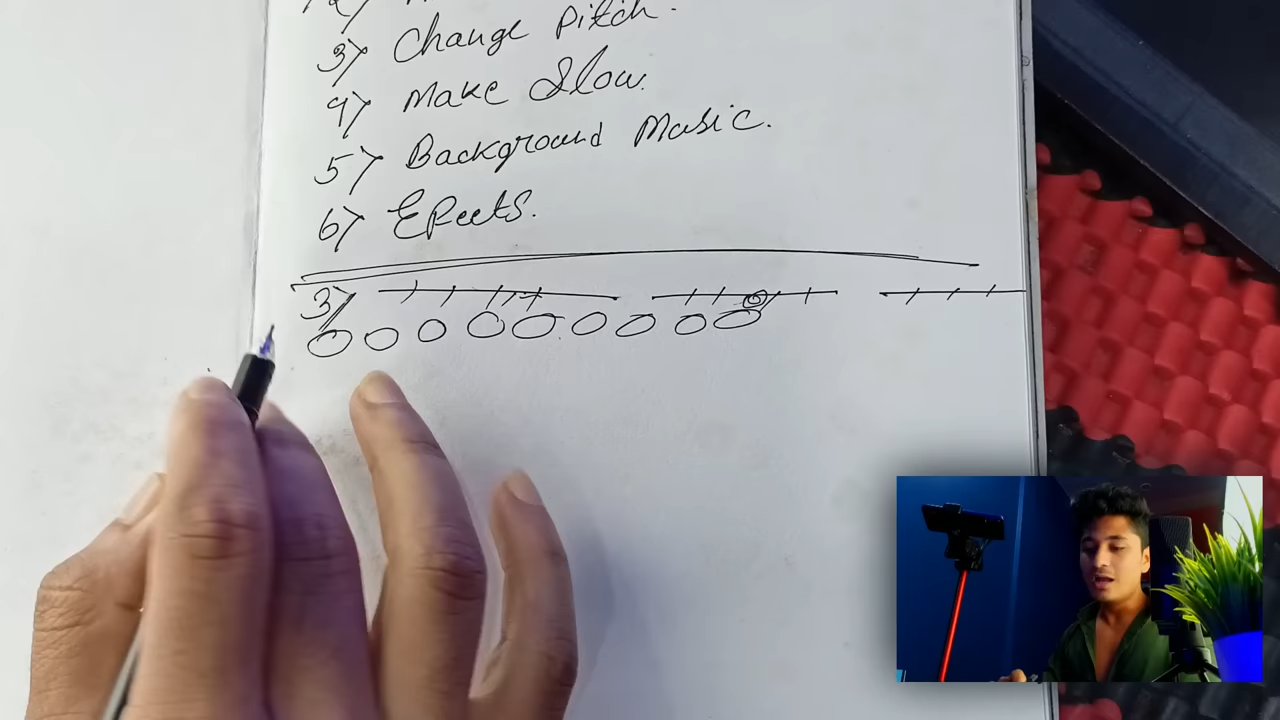 3> Change Pitch.
4> Make Slow.
5> Background Music.
6> Effects.
3>